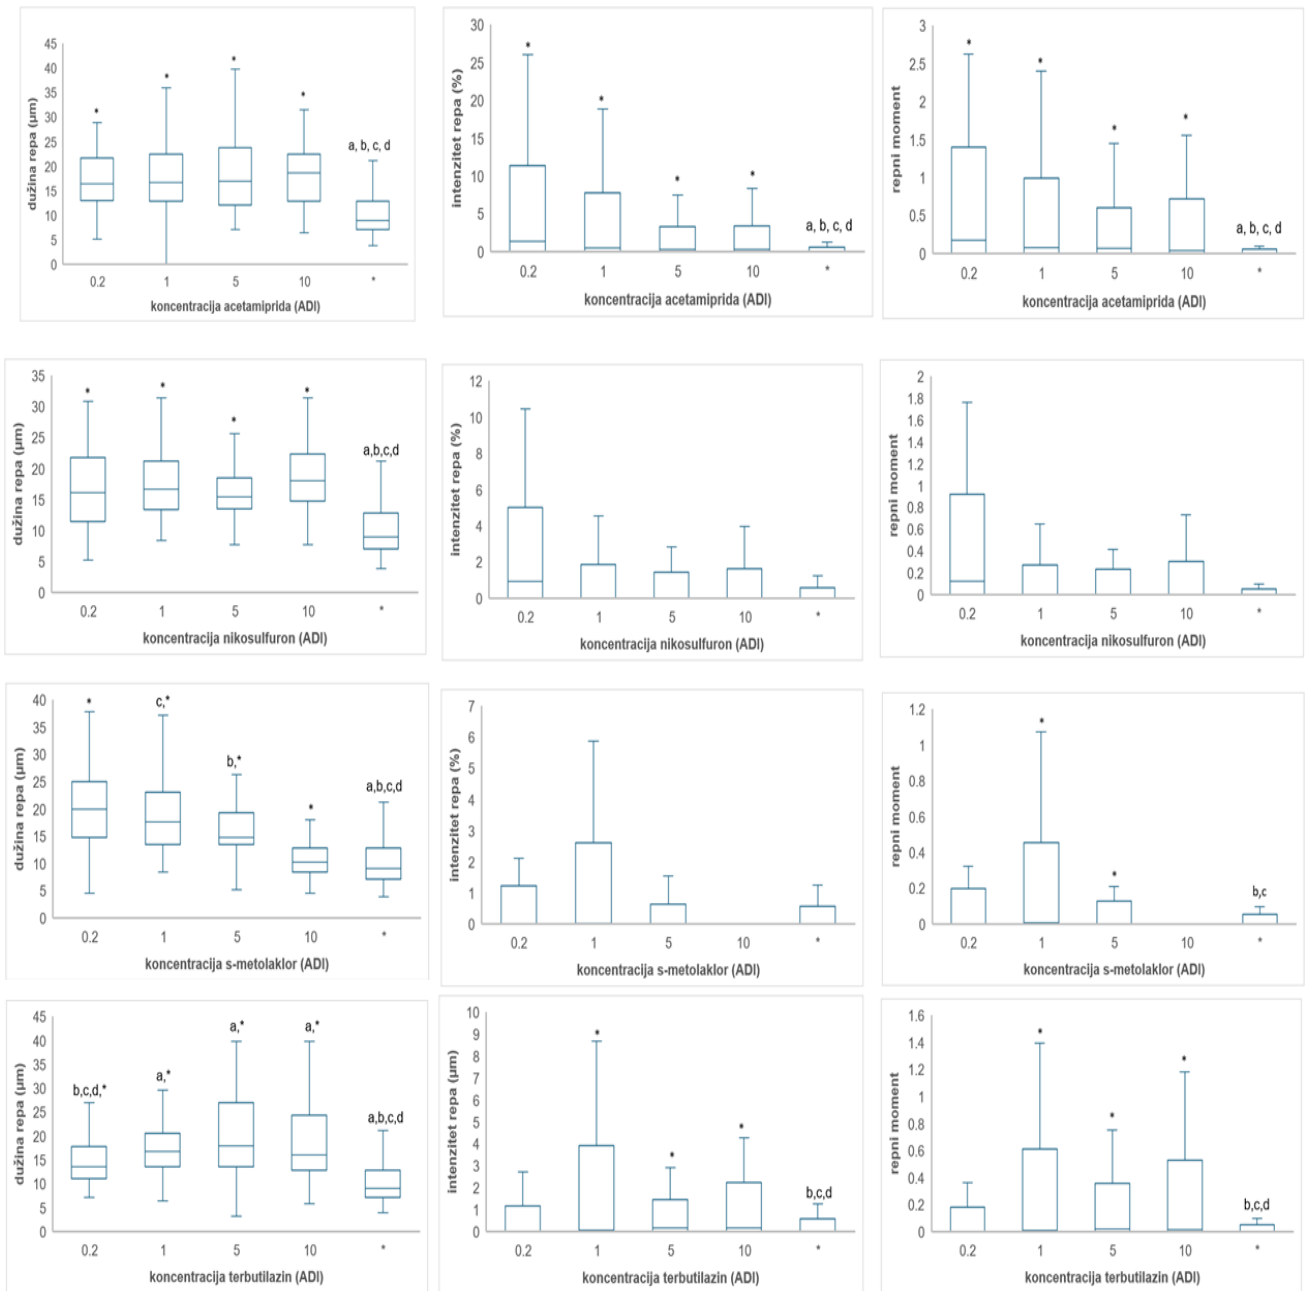 dužina repa (µm)
45
40
35
30
25
20
15
10
5
0
* * * * a, b, c, d
0.2 1 5 10 *
koncentracija acetamiprida (ADI)
intenzitet repa (%)
30
25
20
15
10
5
0
* * * * a, b, c, d
0.2 1 5 10 *
koncentracija acetamiprida (ADI)
repni moment
3
2.5
2
1.5
1
0.5
0
* * * * a, b, c, d
0.2 1 5 10 *
koncentracija acetamiprida (ADI)
dužina repa (µm)
35
30
25
20
15
10
5
0
* * * * a,b,c,d
0.2 1 5 10 *
koncentracija nikosulfuron (ADI)
intenzitet repa (%)
12
10
8
6
4
2
0
0.2 1 5 10 *
koncentracija nikosulfuron (ADI)
repni moment
2
1.8
1.6
1.4
1.2
1
0.8
0.6
0.4
0.2
0
0.2 1 5 10 *
koncentracija nikosulfuron (ADI)
dužina repa (µm)
40
35
30
25
20
15
10
5
0
* c,* b,* * a,b,c,d
0.2 1 5 10 *
koncentracija s-metolaklor (ADI)
intenzitet repa (%)
7
6
5
4
3
2
1
0
0.2 1 5 10 *
koncentracija s-metolaklor (ADI)
repni moment
1.2
1
0.8
0.6
0.4
0.2
0
* * b,c
0.2 1 5 10 *
koncentracija s-metolaklor (ADI)
dužina repa (µm)
45
40
35
30
25
20
15
10
5
0
b,c,d,* a,* a,* a,* a,b,c,d
0.2 1 5 10 *
koncentracija terbutilazin (ADI)
intenzitet repa (µm)
10
9
8
7
6
5
4
3
2
1
0
* * * b,c,d
0.2 1 5 10 *
koncentracija terbutilazin (ADI)
repni moment
1.6
1.4
1.2
1
0.8
0.6
0.4
0.2
0
* * * b,c,d
0.2 1 5 10 *
koncentracija terbutilazin (ADI)